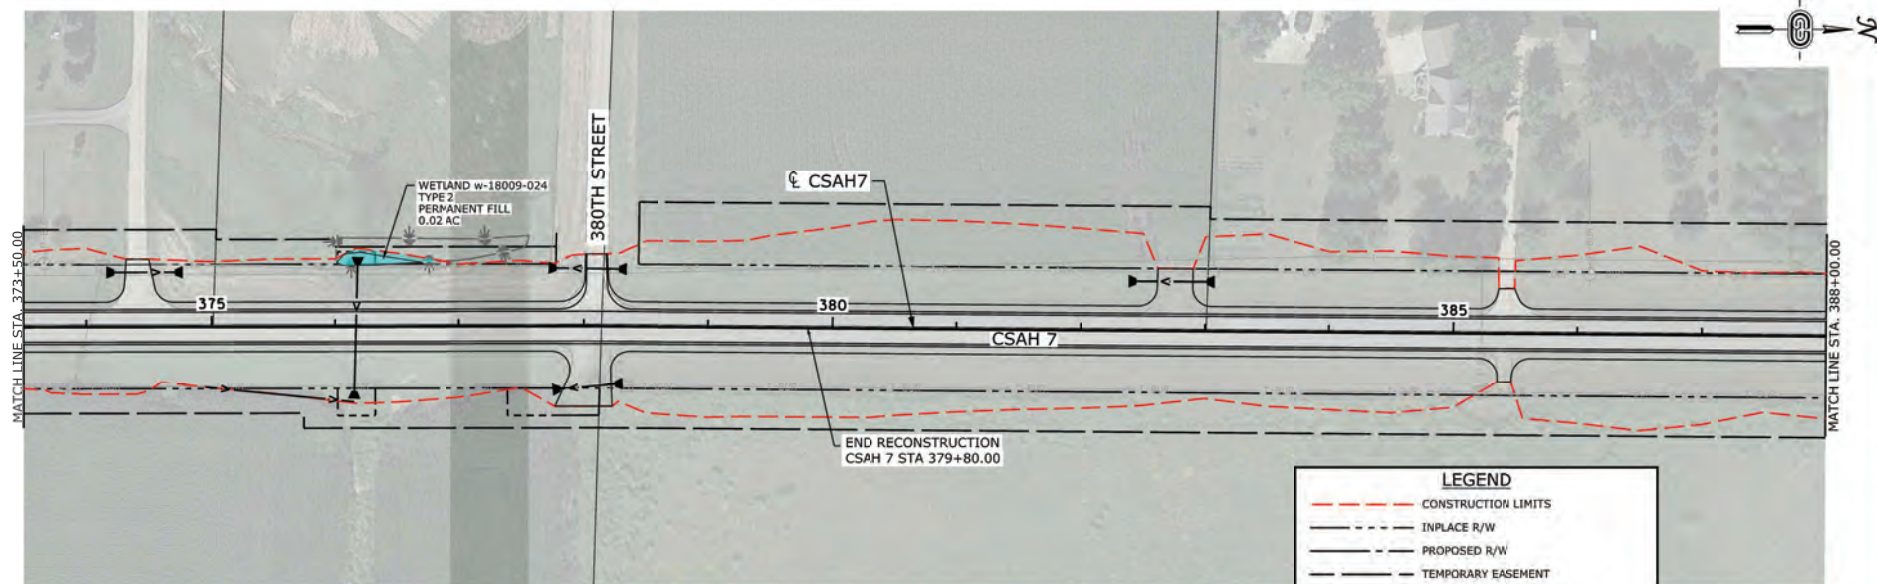 N
WETLAND w-18009-024
TYPE 2
PERMANENT FILL
0.02 AC
380TH STREET
℄ CSAH7
MATCH LINE STA. 373+50.00
MATCH LINE STA. 388+00.00
375
380
385
CSAH 7
END RECONSTRUCTION
CSAH 7 STA 379+80.00
LEGEND
CONSTRUCTION LIMITS
INPLACE R/W
PROPOSED R/W
TEMPORARY EASEMENT